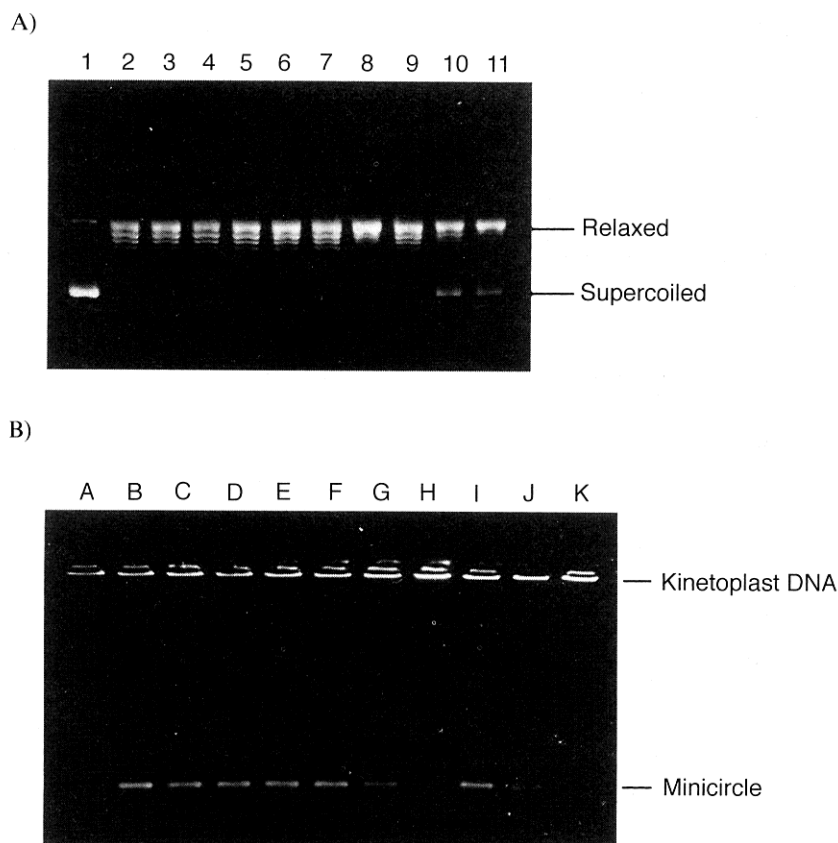 A)
1 2 3 4 5 6 7 8 9 10 11
Relaxed
Supercoiled
B)
A B C D E F G H I J K
Kinetoplast DNA
Minicircle